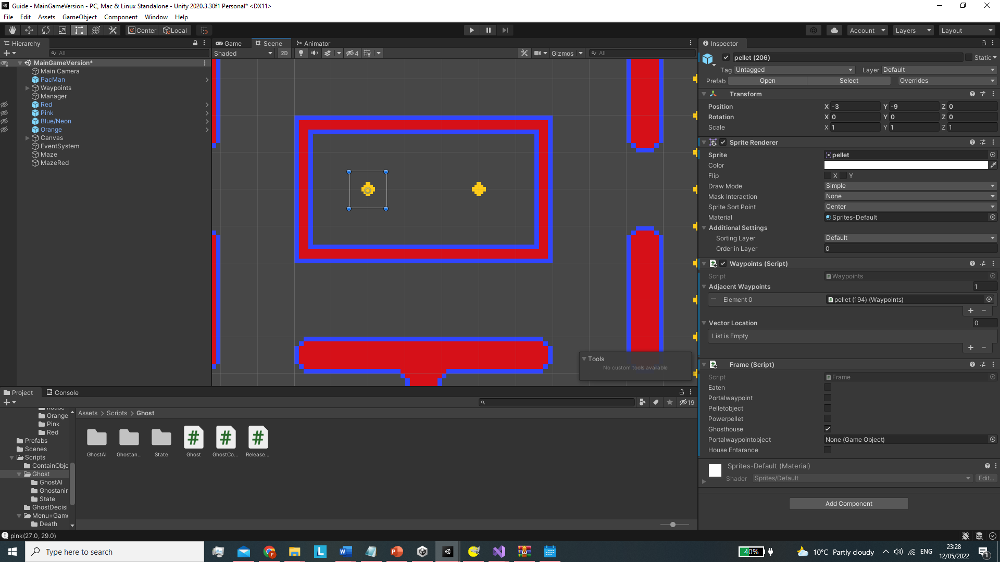 Guide - MainGameVersion - PC, Mac & Linux Standalone - Unity 2020.3.30f1 Personal* <DX11>
File Edit Assets GameObject Component Window Help
Center Local Account Layers Layout
Hierarchy
All
MainGameVersion*
Main Camera
PacMan
Waypoints
Manager
Red
Pink
Blue/Neon
Orange
Canvas
EventSystem
Maze
MazeRed
Game Scene Animator
Shaded 2D 4 Gizmos All
Tools
No custom tools available
Inspector
pellet (206) Static
Tag Untagged Layer Default
Prefab Open Select Overrides
Transform
Position X -3 Y -9 Z 0
Rotation X 0 Y 0 Z 0
Scale X 1 Y 1 Z 1
Sprite Renderer
Sprite pellet
Color
Flip X Y
Draw Mode Simple
Mask Interaction None
Sprite Sort Point Center
Material Sprites-Default
Additional Settings
Sorting Layer Default
Order in Layer 0
Waypoints (Script)
Script Waypoints
Adjacent Waypoints 1
Element 0 pellet (194) (Waypoints)
+ −
Vector Location 0
List is Empty
+ −
Frame (Script)
Script Frame
Eaten
Portalwaypoint
Pelletobject
Powerpellet
Ghosthouse
Portalwaypointobject None (Game Object)
House Entarance
Sprites-Default (Material)
Shader Sprites/Default Edit...
Add Component
Project Console
19
House
Orange
Pink
Red
Prefabs
Scenes
Scripts
ContainObje
Ghost
GhostAI
Ghostanin
State
GhostDecisi
Menu+Game
Death
Assets > Scripts > Ghost
GhostAI Ghostan... State Ghost GhostCo... Release...
pink(27.0, 29.0)
Type here to search
40% 10°C Partly cloudy ENG
23:28
12/05/2022
1